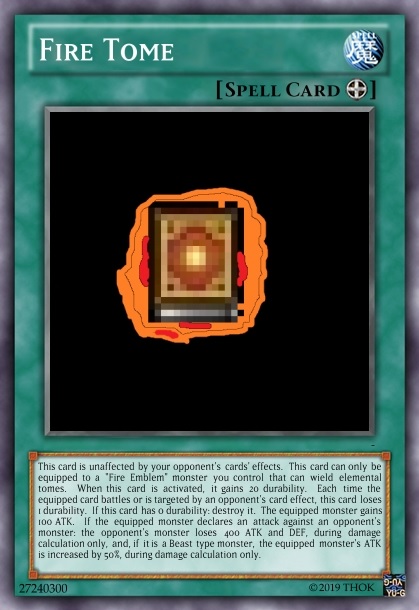 Fire Tome
魔
[Spell Card ]
This card is unaffected by your opponent's cards' effects. This card can only be
equipped to a "Fire Emblem" monster you control that can wield elemental
tomes. When this card is activated, it gains 20 durability. Each time the
equipped card battles or is targeted by an opponent's card effect, this card loses
1 durability. If this card has 0 durability: destroy it. The equipped monster gains
100 ATK. If the equipped monster declares an attack against an opponent's
monster: the opponent's monster loses 400 ATK and DEF, during damage
calculation only, and, if it is a Beast type monster, the equipped monster's ATK
is increased by 50%, during damage calculation only.
27240300
©2019 THOK